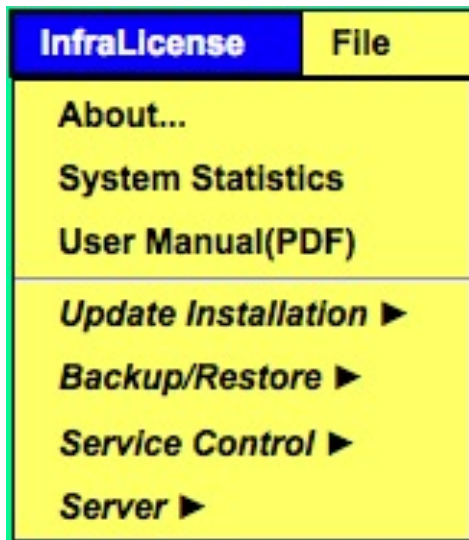 InfraLicense File
About...
System Statistics
User Manual(PDF)
Update Installation ►
Backup/Restore ►
Service Control ►
Server ►